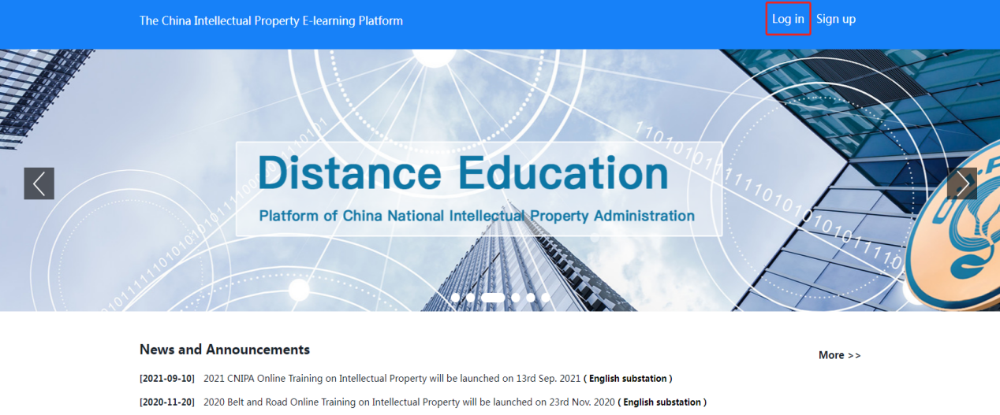 The China Intellectual Property E-learning Platform
Log in Sign up
Distance Education
Platform of China National Intellectual Property Administration
News and Announcements
More >>
[2021-09-10] 2021 CNIPA Online Training on Intellectual Property will be launched on 13rd Sep. 2021 ( English substation )
[2020-11-20] 2020 Belt and Road Online Training on Intellectual Property will be launched on 23rd Nov. 2020 ( English substation )